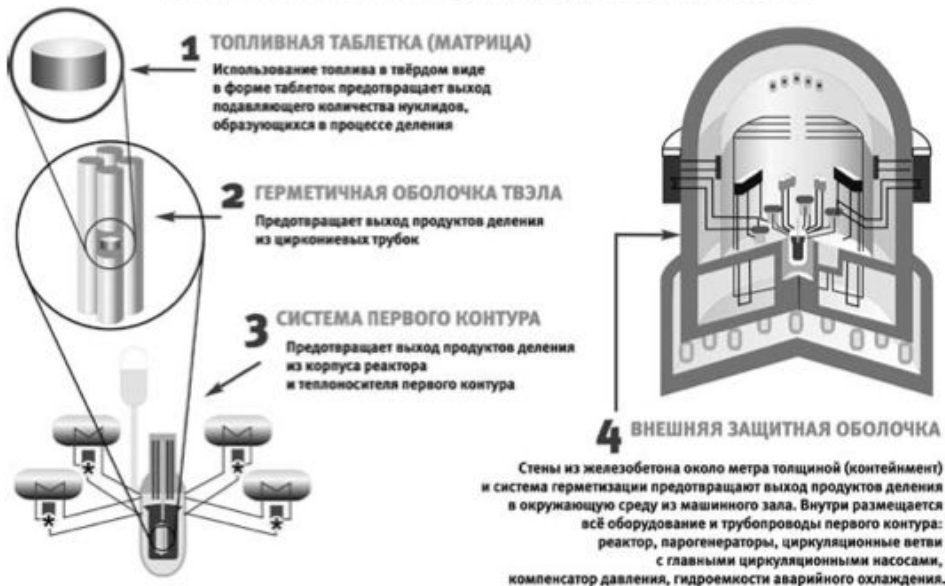 1 ТОПЛИВНАЯ ТАБЛЕТКА (МАТРИЦА)
Использование топлива в твёрдом виде
в форме таблеток предотвращает выход
подавляющего количества нуклидов,
образующихся в процессе деления
2 ГЕРМЕТИЧНАЯ ОБОЛОЧКА ТВЭЛА
Предотвращает выход продуктов деления
из циркониевых трубок
3 СИСТЕМА ПЕРВОГО КОНТУРА
Предотвращает выход продуктов деления
из корпуса реактора
и теплоносителя первого контура
4 ВНЕШНЯЯ ЗАЩИТНАЯ ОБОЛОЧКА
Стены из железобетона около метра толщиной (контейнмент)
и система герметизации предотвращают выход продуктов деления
в окружающую среду из машинного зала. Внутри размещается
всё оборудование и трубопроводы первого контура:
реактор, парогенераторы, циркуляционные ветви
с главными циркуляционными насосами,
компенсатор давления, гидроемкости аварийного охлаждения.